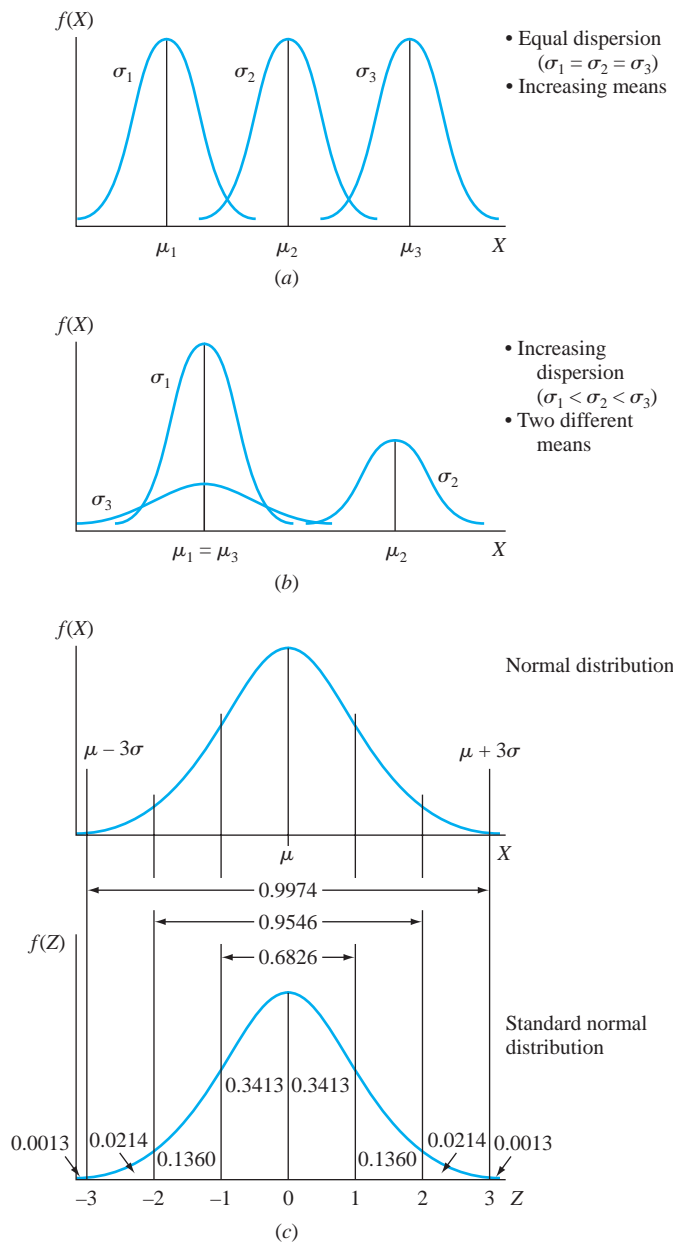 f(X)
σ₁
σ₂
σ₃
• Equal dispersion
(σ₁ = σ₂ = σ₃)
• Increasing means
μ₁
μ₂
μ₃
X
(a)
f(X)
σ₁
σ₃
σ₂
• Increasing
dispersion
(σ₁ < σ₂ < σ₃)
• Two different
means
μ₁ = μ₃
μ₂
X
(b)
f(X)
Normal distribution
μ – 3σ
μ + 3σ
μ
X
0.9974
0.9546
f(Z)
0.6826
Standard normal
distribution
0.3413 0.3413
0.0013
0.0214
0.1360
0.1360
0.0214
0.0013
–3 –2 –1 0 1 2 3 Z
(c)